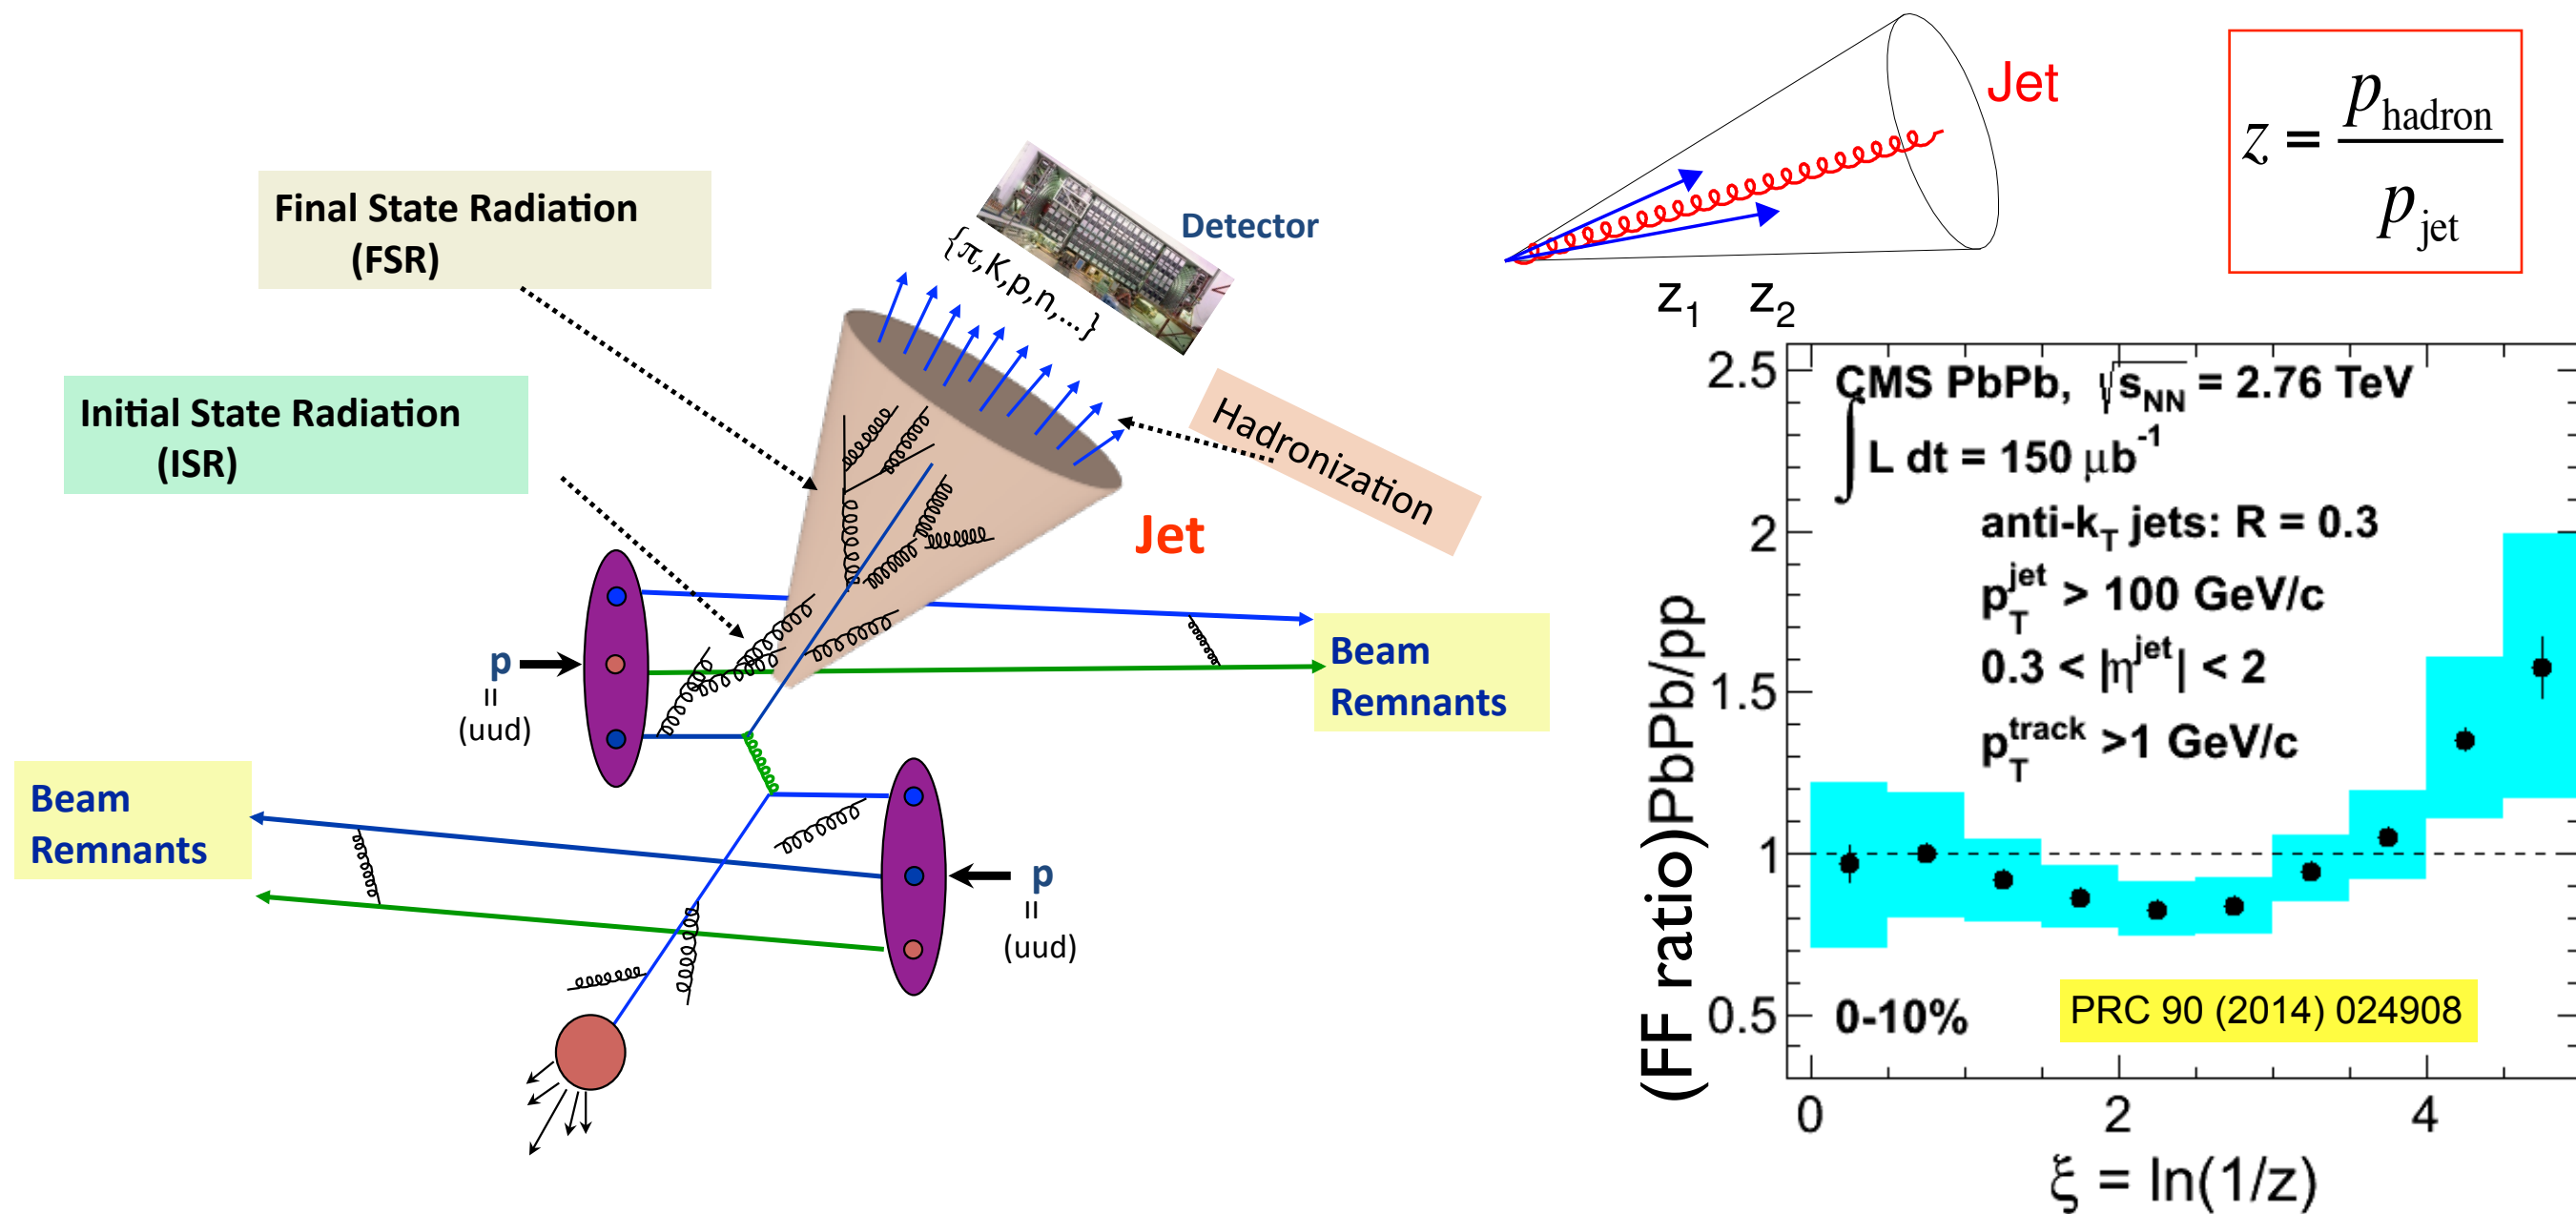 Final State Radiation
(FSR)
Initial State Radiation
(ISR)
Detector
{π,K,p,n,...}
Hadronization
Jet
p
=
(uud)
Beam
Remnants
Beam
Remnants
p
=
(uud)
Jet
z₁ z₂
z = p_hadron / p_jet
CMS PbPb, √s_NN = 2.76 TeV
∫ L dt = 150 μb⁻¹
anti-k_T jets: R = 0.3
p_T^jet > 100 GeV/c
0.3 < |η^jet| < 2
p_T^track >1 GeV/c
0-10%
PRC 90 (2014) 024908
(FF ratio)PbPb/pp
2.5
2
1.5
1
0.5
0 2 4
ξ = ln(1/z)